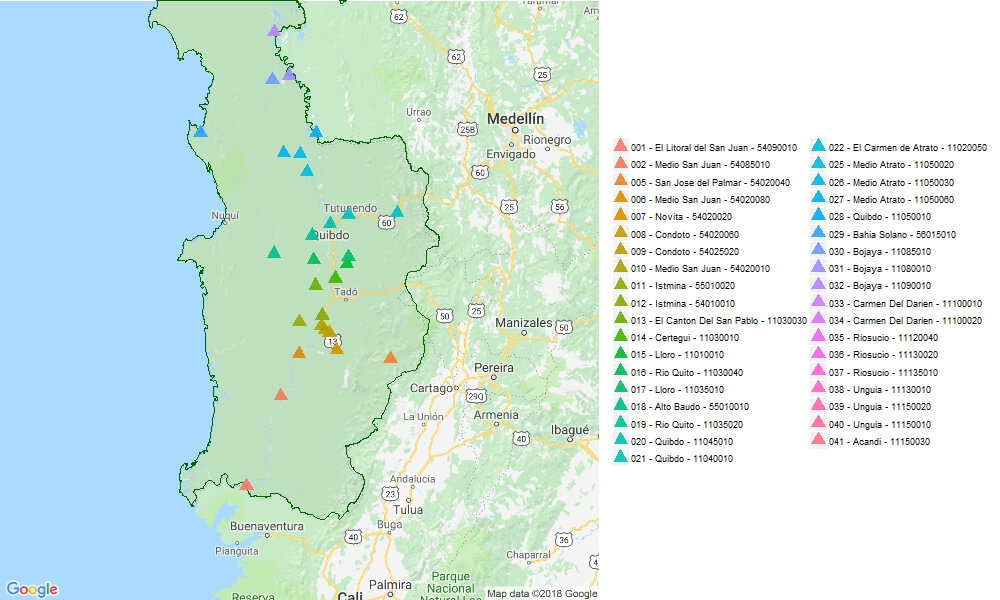 62
Am
62
25
Urrao
Medellín
25B
Rionegro
Envigado
60
25
56
Nuquí
Tutunendo
60
Quibdo
Tadó
50
25
Manizales
50
13
Pereira
Cartago
29Q
La Unión
Armenia
Ibagué
40
Andalucía
23
Tulua
Buga
Buenaventura
Pianguita
40
36
Chaparral
4
Palmira
Parque
Nacional
Cali
Google
Map data ©2018 Google
001 - El Litoral del San Juan - 54090010
002 - Medio San Juan - 54085010
005 - San Jose del Palmar - 54020040
006 - Medio San Juan - 54020080
007 - Novita - 54020020
008 - Condoto - 54020060
009 - Condoto - 54025020
010 - Medio San Juan - 54020010
011 - Istmina - 55010020
012 - Istmina - 54010010
013 - El Canton Del San Pablo - 11030030
014 - Certegui - 11030010
015 - Lloro - 11010010
016 - Rio Quito - 11030040
017 - Lloro - 11035010
018 - Alto Baudo - 55010010
019 - Rio Quito - 11035020
020 - Quibdo - 11045010
021 - Quibdo - 11040010
022 - El Carmen de Atrato - 11020050
025 - Medio Atrato - 11050020
026 - Medio Atrato - 11050030
027 - Medio Atrato - 11050060
028 - Quibdo - 11050010
029 - Bahia Solano - 56015010
030 - Bojaya - 11085010
031 - Bojaya - 11080010
032 - Bojaya - 11090010
033 - Carmen Del Darien - 11100010
034 - Carmen Del Darien - 11100020
035 - Riosucio - 11120040
036 - Riosucio - 11130020
037 - Riosucio - 11135010
038 - Unguia - 11130010
039 - Unguia - 11150020
040 - Unguia - 11150010
041 - Acandi - 11150030